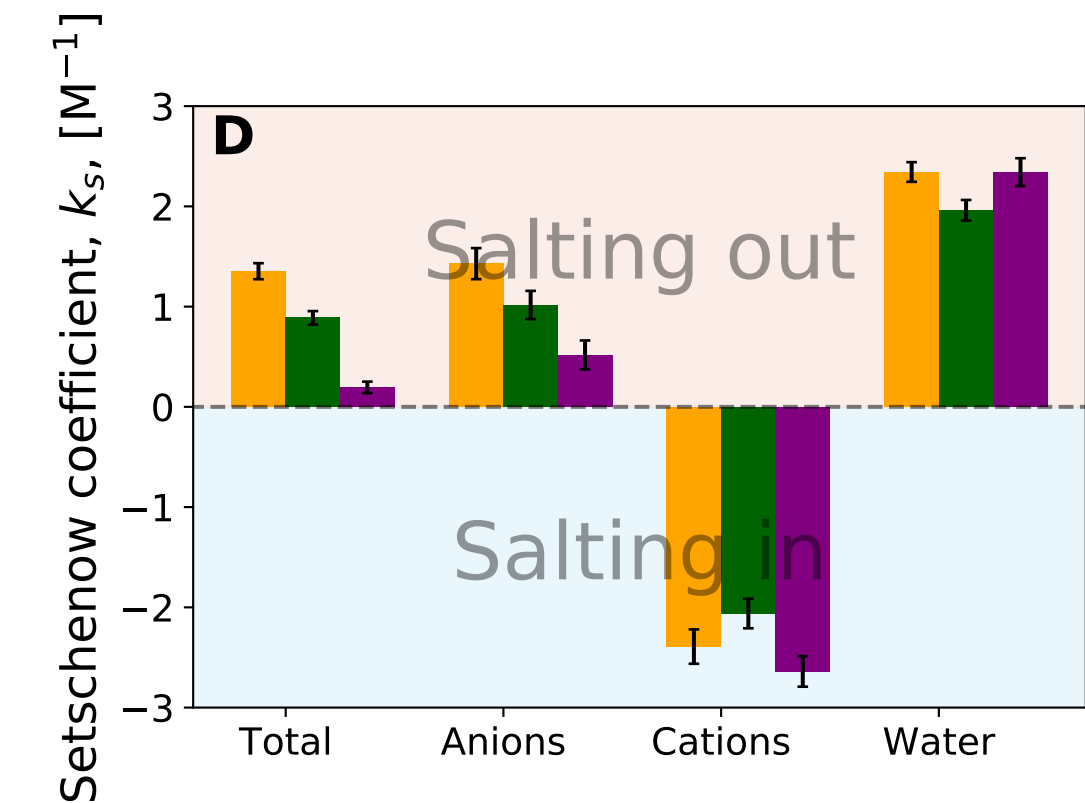 Setschenow coefficient, kₛ, [M⁻¹]
D
3
2
1
0
−1
−2
−3
Salting out
Salting in
Total Anions Cations Water